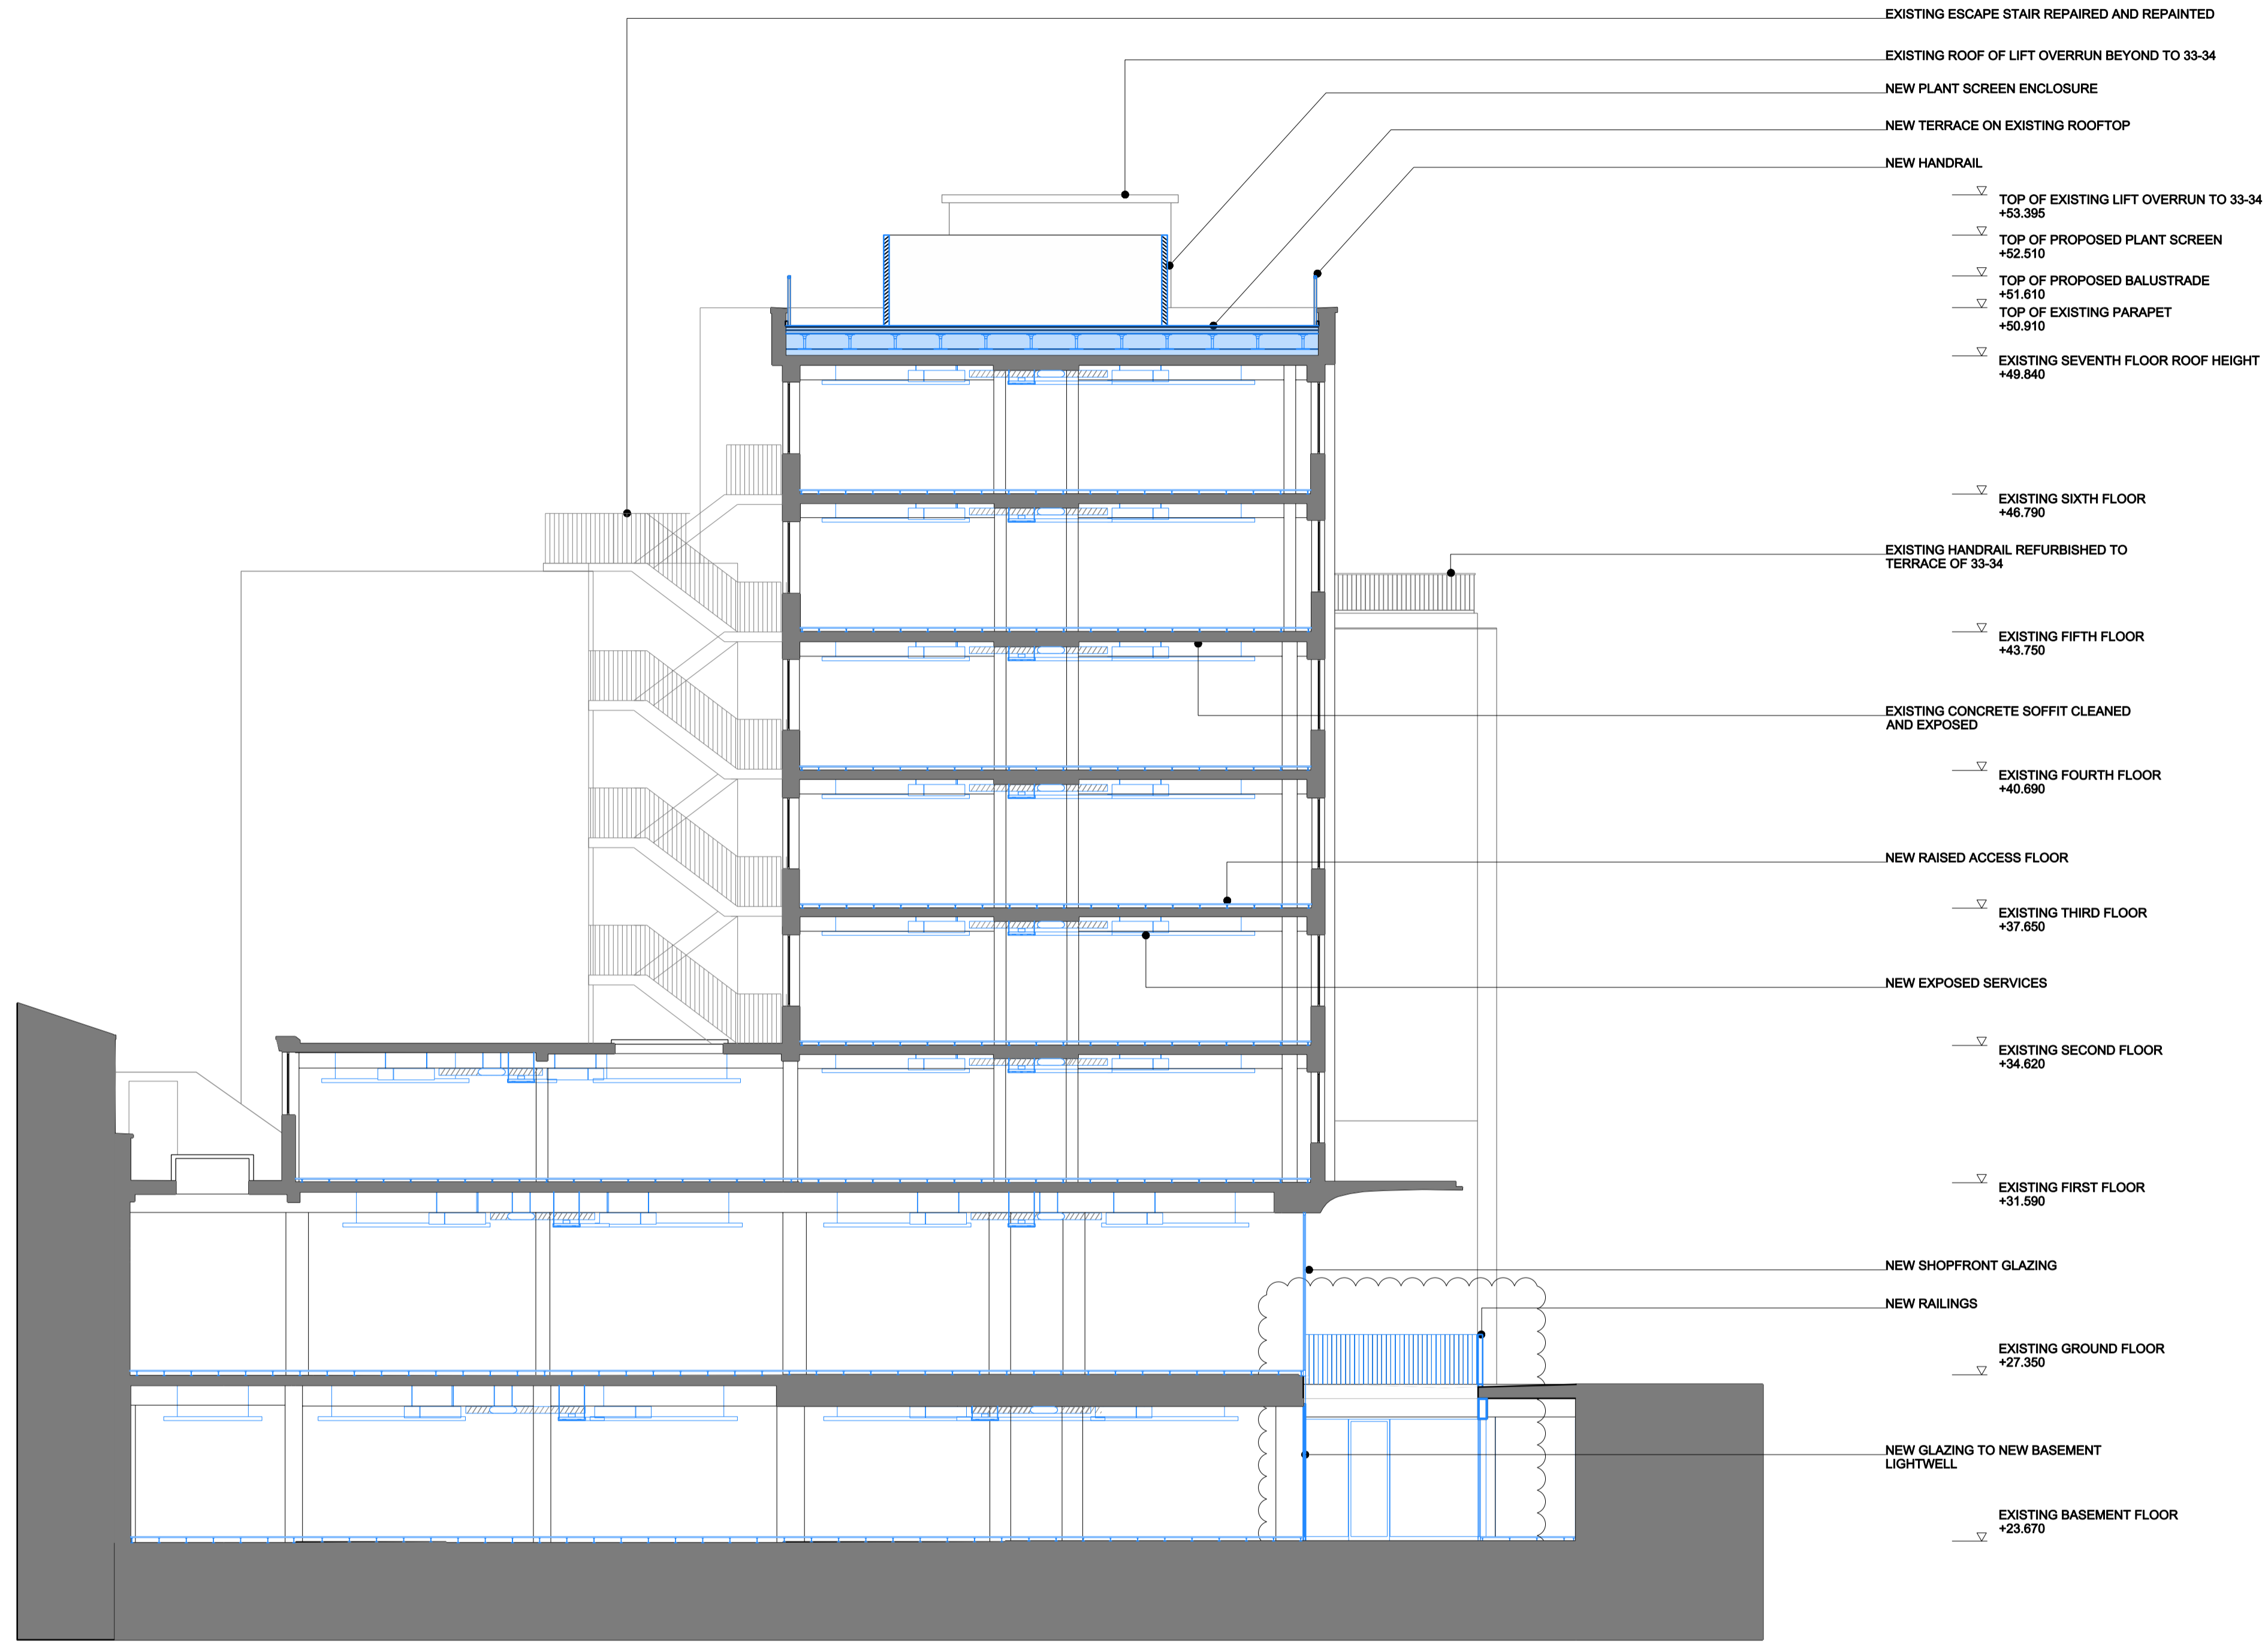 EXISTING ESCAPE STAIR REPAIRED AND REPAINTED
EXISTING ROOF OF LIFT OVERRUN BEYOND TO 33-34
NEW PLANT SCREEN ENCLOSURE
NEW TERRACE ON EXISTING ROOFTOP
NEW HANDRAIL
TOP OF EXISTING LIFT OVERRUN TO 33-34
+53.395
TOP OF PROPOSED PLANT SCREEN
+52.510
TOP OF PROPOSED BALUSTRADE
+51.610
TOP OF EXISTING PARAPET
+50.910
EXISTING SEVENTH FLOOR ROOF HEIGHT
+49.840
EXISTING SIXTH FLOOR
+46.790
EXISTING HANDRAIL REFURBISHED TO
TERRACE OF 33-34
EXISTING FIFTH FLOOR
+43.750
EXISTING CONCRETE SOFFIT CLEANED
AND EXPOSED
EXISTING FOURTH FLOOR
+40.690
NEW RAISED ACCESS FLOOR
EXISTING THIRD FLOOR
+37.650
NEW EXPOSED SERVICES
EXISTING SECOND FLOOR
+34.620
EXISTING FIRST FLOOR
+31.590
NEW SHOPFRONT GLAZING
NEW RAILINGS
EXISTING GROUND FLOOR
+27.350
NEW GLAZING TO NEW BASEMENT
LIGHTWELL
EXISTING BASEMENT FLOOR
+23.670